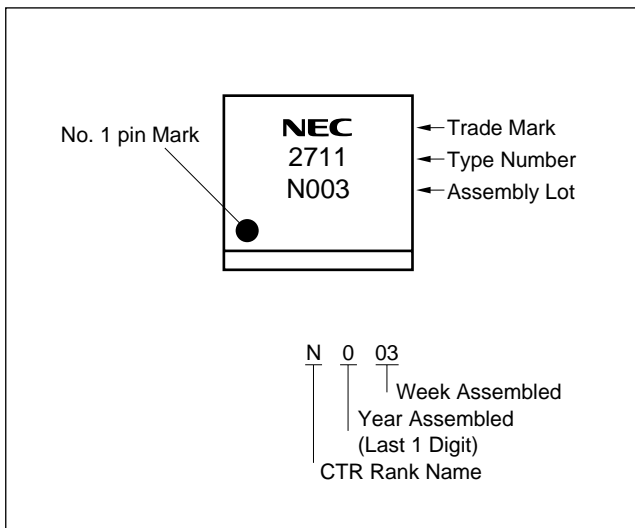 No. 1 pin Mark
NEC
2711
N003
Trade Mark
Type Number
Assembly Lot
N 0 03
Week Assembled
Year Assembled
(Last 1 Digit)
CTR Rank Name